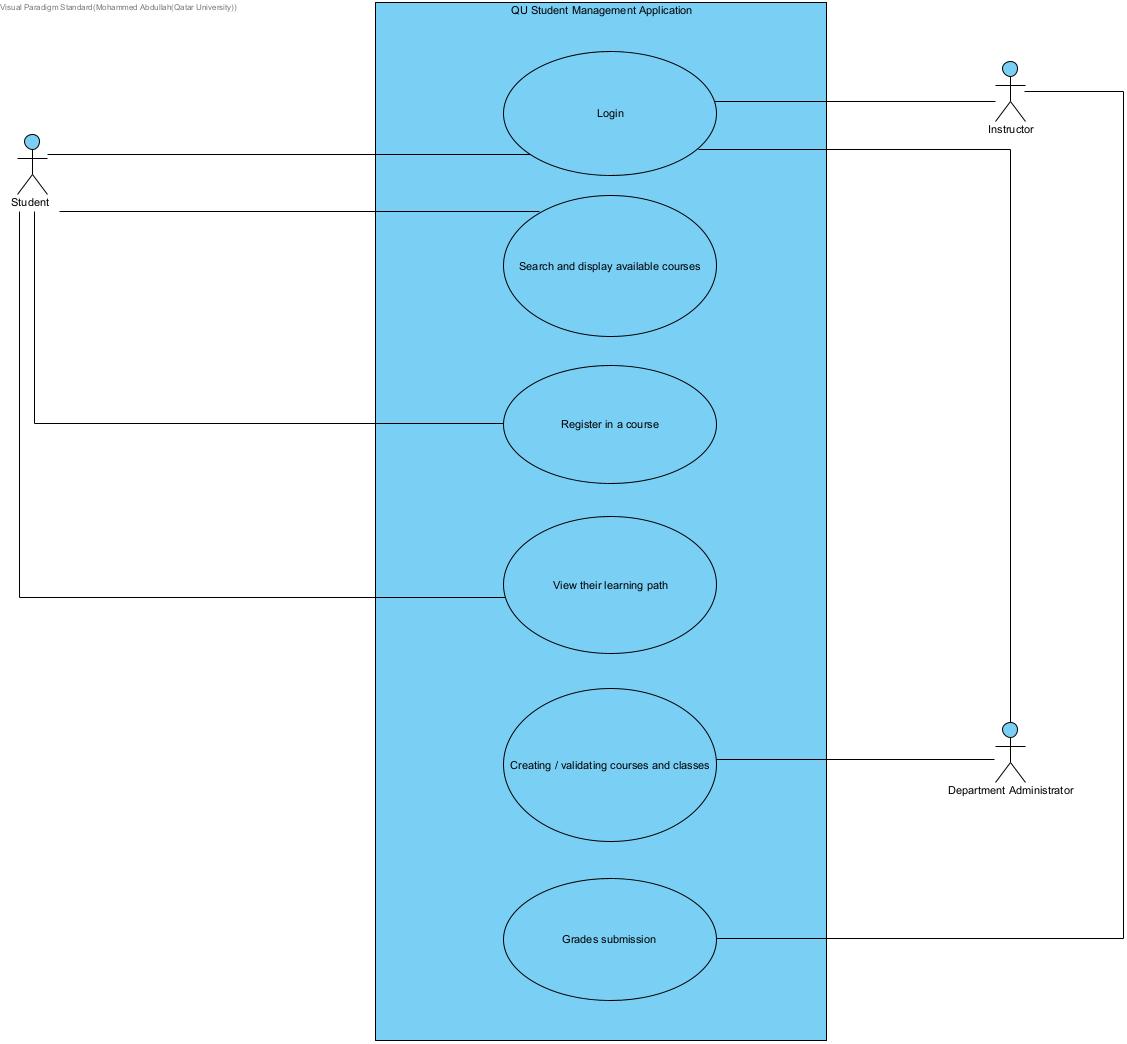 Visual Paradigm Standard(Mohammed Abdullah(Qatar University))
QU Student Management Application
Login
Instructor
Student
Search and display available courses
Register in a course
View their learning path
Creating / validating courses and classes
Department Administrator
Grades submission